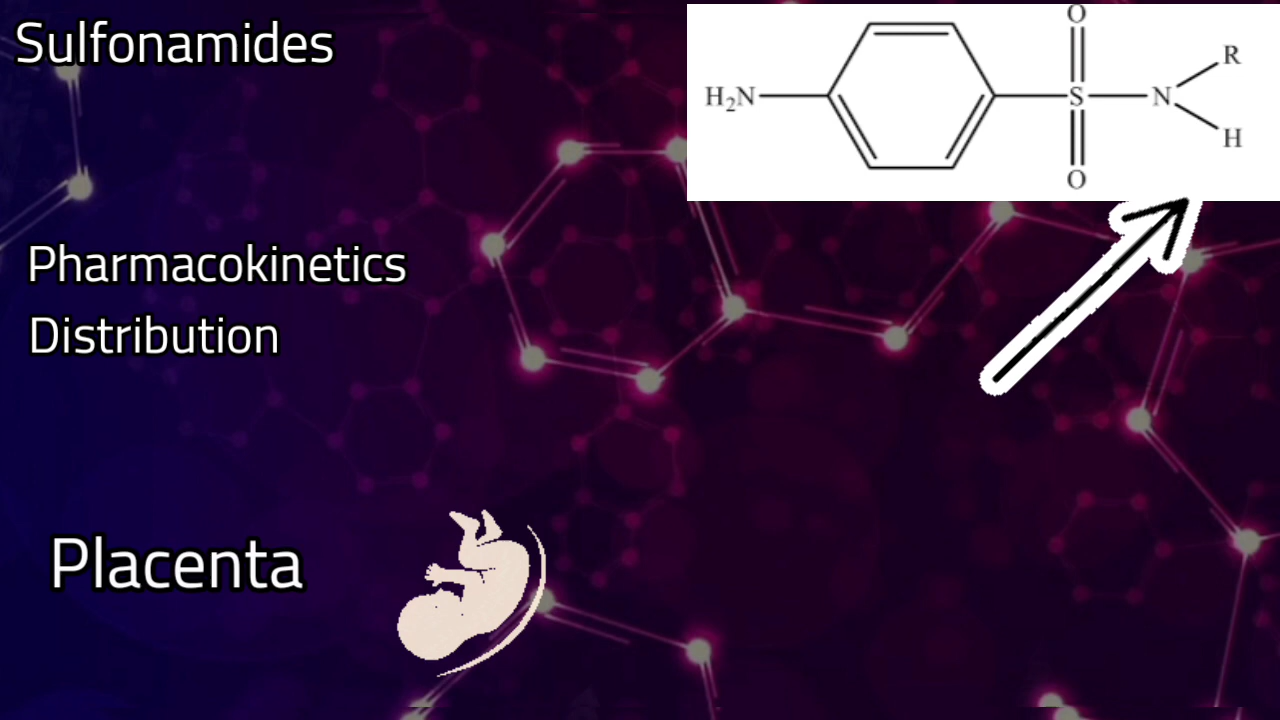 Sulfonamides
O
R
H₂N
S
N
H
O
Pharmacokinetics
Distribution
Placenta